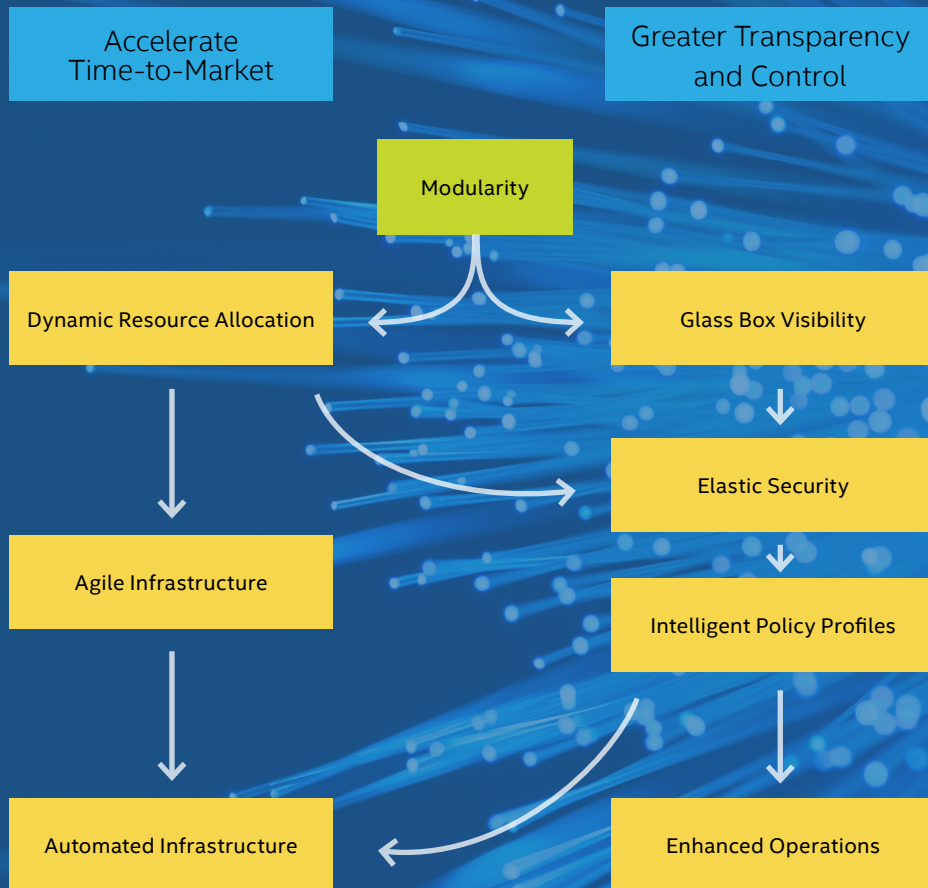 Accelerate
Time-to-Market
Greater Transparency
and Control
Modularity
Dynamic Resource Allocation
Glass Box Visibility
Elastic Security
Agile Infrastructure
Intelligent Policy Profiles
Automated Infrastructure
Enhanced Operations